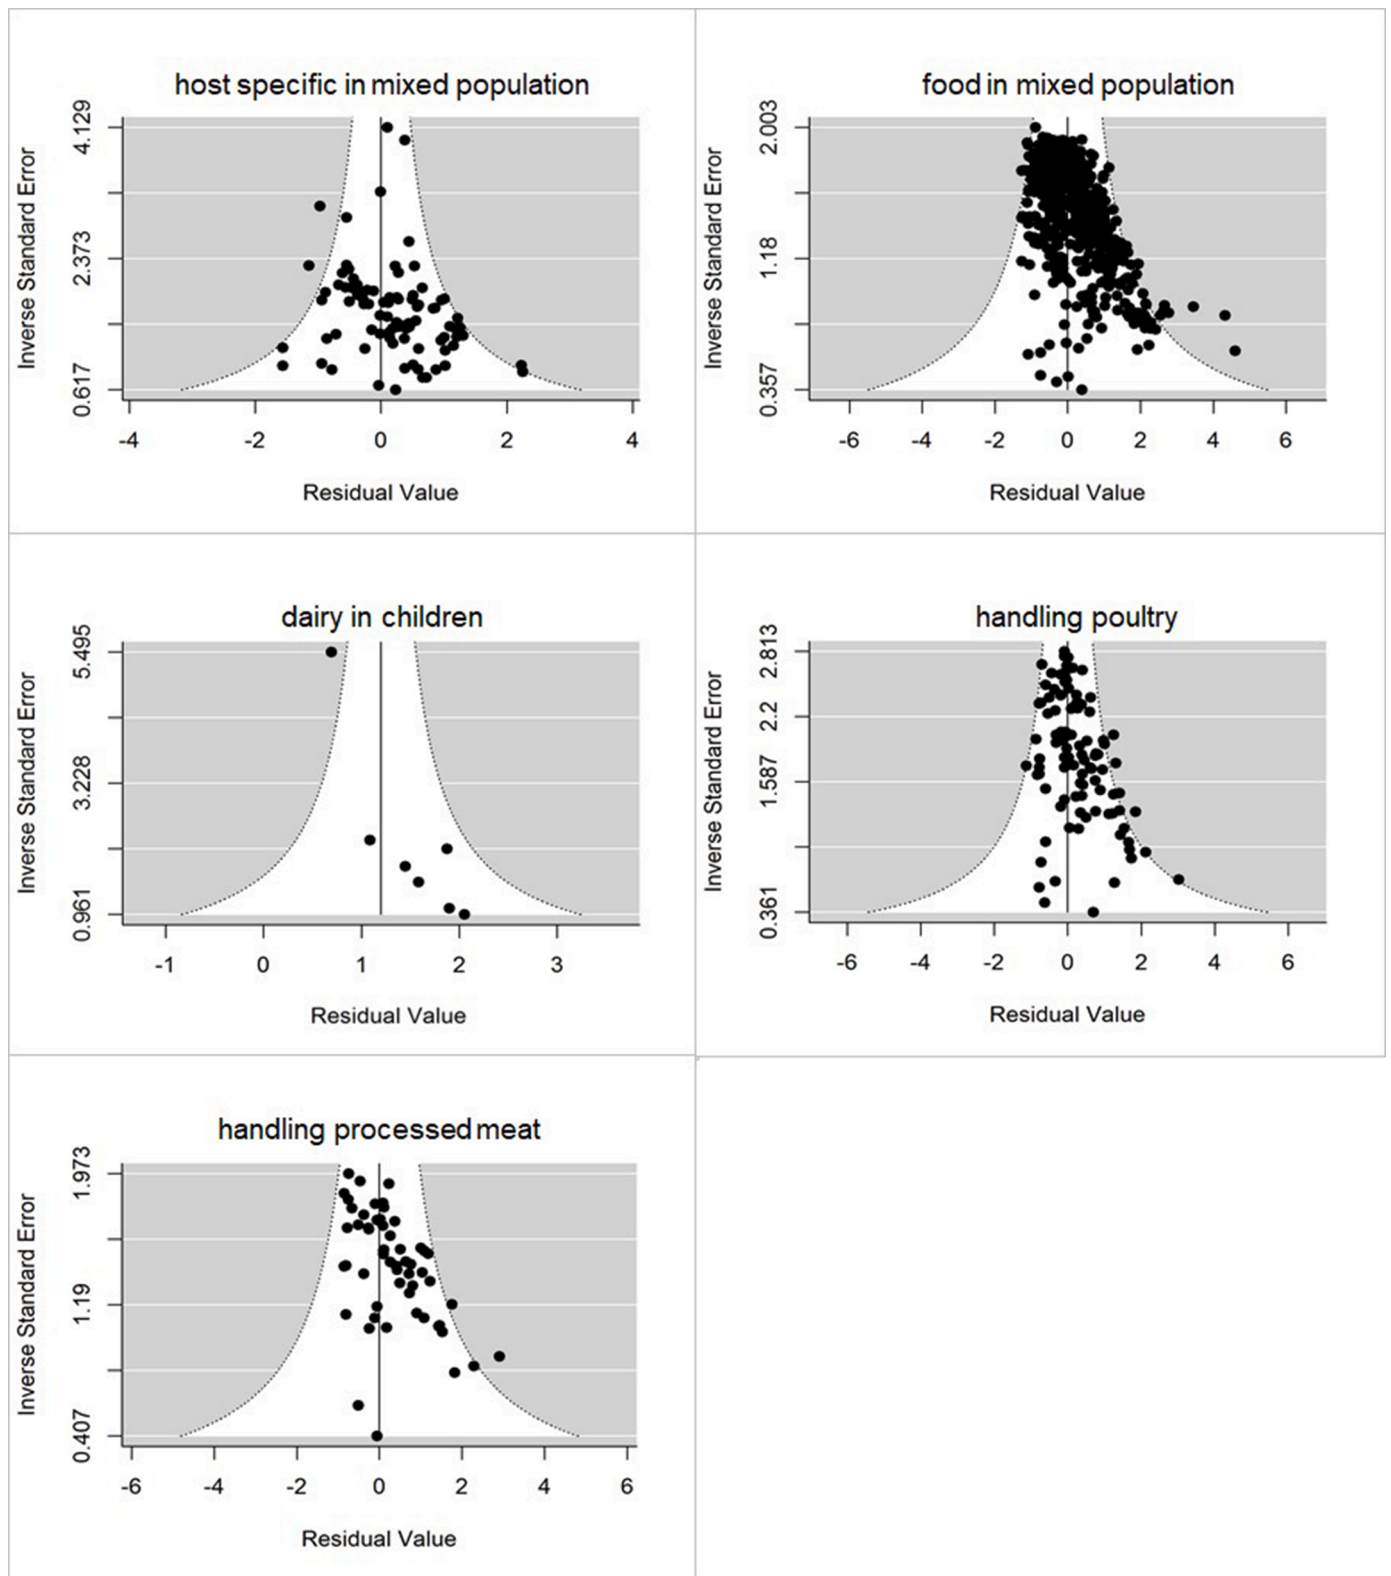 host specific in mixed population
Inverse Standard Error
4.129
2.373
0.617
-4 -2 0 2 4
Residual Value
food in mixed population
Inverse Standard Error
2.003
1.18
0.357
-6 -4 -2 0 2 4 6
Residual Value
dairy in children
Inverse Standard Error
5.495
3.228
0.961
-1 0 1 2 3
Residual Value
handling poultry
Inverse Standard Error
2.813
2.2
1.587
0.361
-6 -4 -2 0 2 4 6
Residual Value
handling processed meat
Inverse Standard Error
1.973
1.19
0.407
-6 -4 -2 0 2 4 6
Residual Value